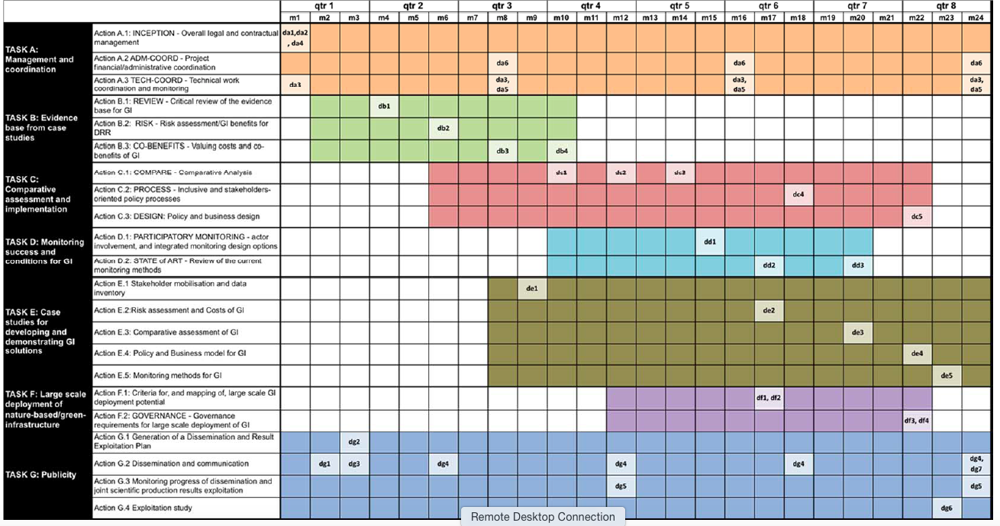 qtr 1 qtr 2 qtr 3 qtr 4 qtr 5 qtr 6 qtr 7 qtr 8
m1 m2 m3 m4 m5 m6 m7 m8 m9 m10 m11 m12 m13 m14 m15 m16 m17 m18 m19 m20 m21 m22 m23 m24
TASK A:
Management and
coordination
Action A.1: INCEPTION - Overall legal and contractual
management
da1,da2
, da4
Action A.2 ADM-COORD - Project
financial/administrative coordination
da6 da6 da6
Action A.3 TECH-COORD - Technical work
coordination and monitoring
da3 da3, da3, da3,
da5 da5 da5
TASK B: Evidence
base from case
studies
Action B.1: REVIEW - Critical review of the evidence
base for GI
db1
Action B.2: RISK - Risk assessment/GI benefits for
DRR
db2
Action B.3: CO-BENEFITS - Valuing costs and co-
benefits of GI
db3 db4
TASK C:
Comparative
assessment and
implementation
Action C.1: COMPARE - Comparative Analysis
dc1 dc2 dc3
Action C.2: PROCESS - Inclusive and stakeholders-
oriented policy processes
dc4
Action C.3: DESIGN: Policy and business design
dc5
TASK D: Monitoring
success and
conditions for GI
Action D.1: PARTICIPATORY MONITORING - actor
involvement, and integrated monitoring design options
dd1
Action D.2: STATE of ART - Review of the current
monitoring methods
dd2 dd3
TASK E: Case
studies for
developing and
demonstrating GI
solutions
Action E.1 Stakeholder mobilisation and data
inventory
de1
Action E.2:Risk assessment and Costs of GI
de2
Action E.3: Comparative assessment of GI
de3
Action E.4: Policy and Business model for GI
de4
Action E.5: Monitoring methods for GI
de5
TASK F: Large scale
deployment of
nature-based/green-
infrastructure
Action F.1: Criteria for, and mapping of, large scale GI
deployment potential
df1, df2
Action F.2: GOVERNANCE - Governance
requirements for large scale deployment of GI
df3, df4
TASK G: Publicity
Action G.1 Generation of a Dissemination and Result
Exploitation Plan
dg2
Action G.2 Dissemination and communication
dg1 dg3 dg4 dg4 dg4 dg4,
dg7
Action G.3 Monitoring progress of dissemination and
joint scientific production results exploitation
dg5 dg5
Action G.4 Exploitation study
dg6
Remote Desktop Connection